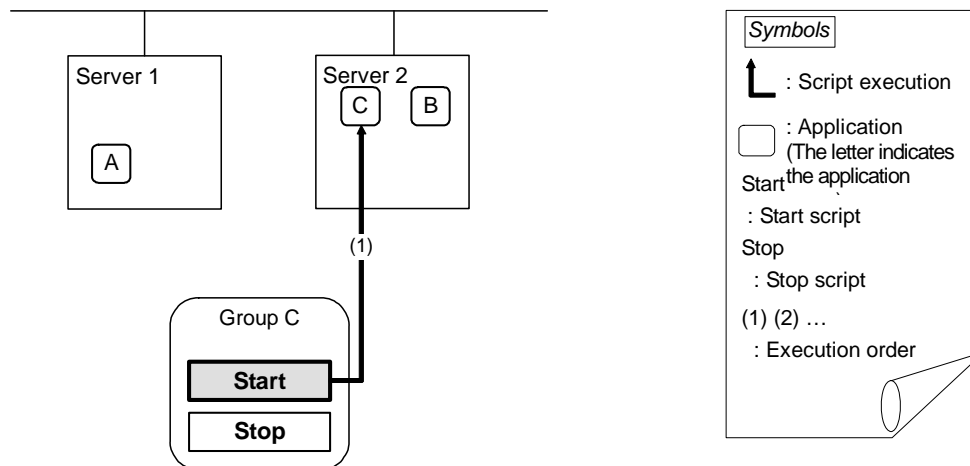 Server 1
Server 2
C
B
A
(1)
Group C
Start
Stop
Symbols
: Script execution
: Application
(The letter indicates
the application
Start
: Start script
Stop
: Stop script
(1) (2) …
: Execution order